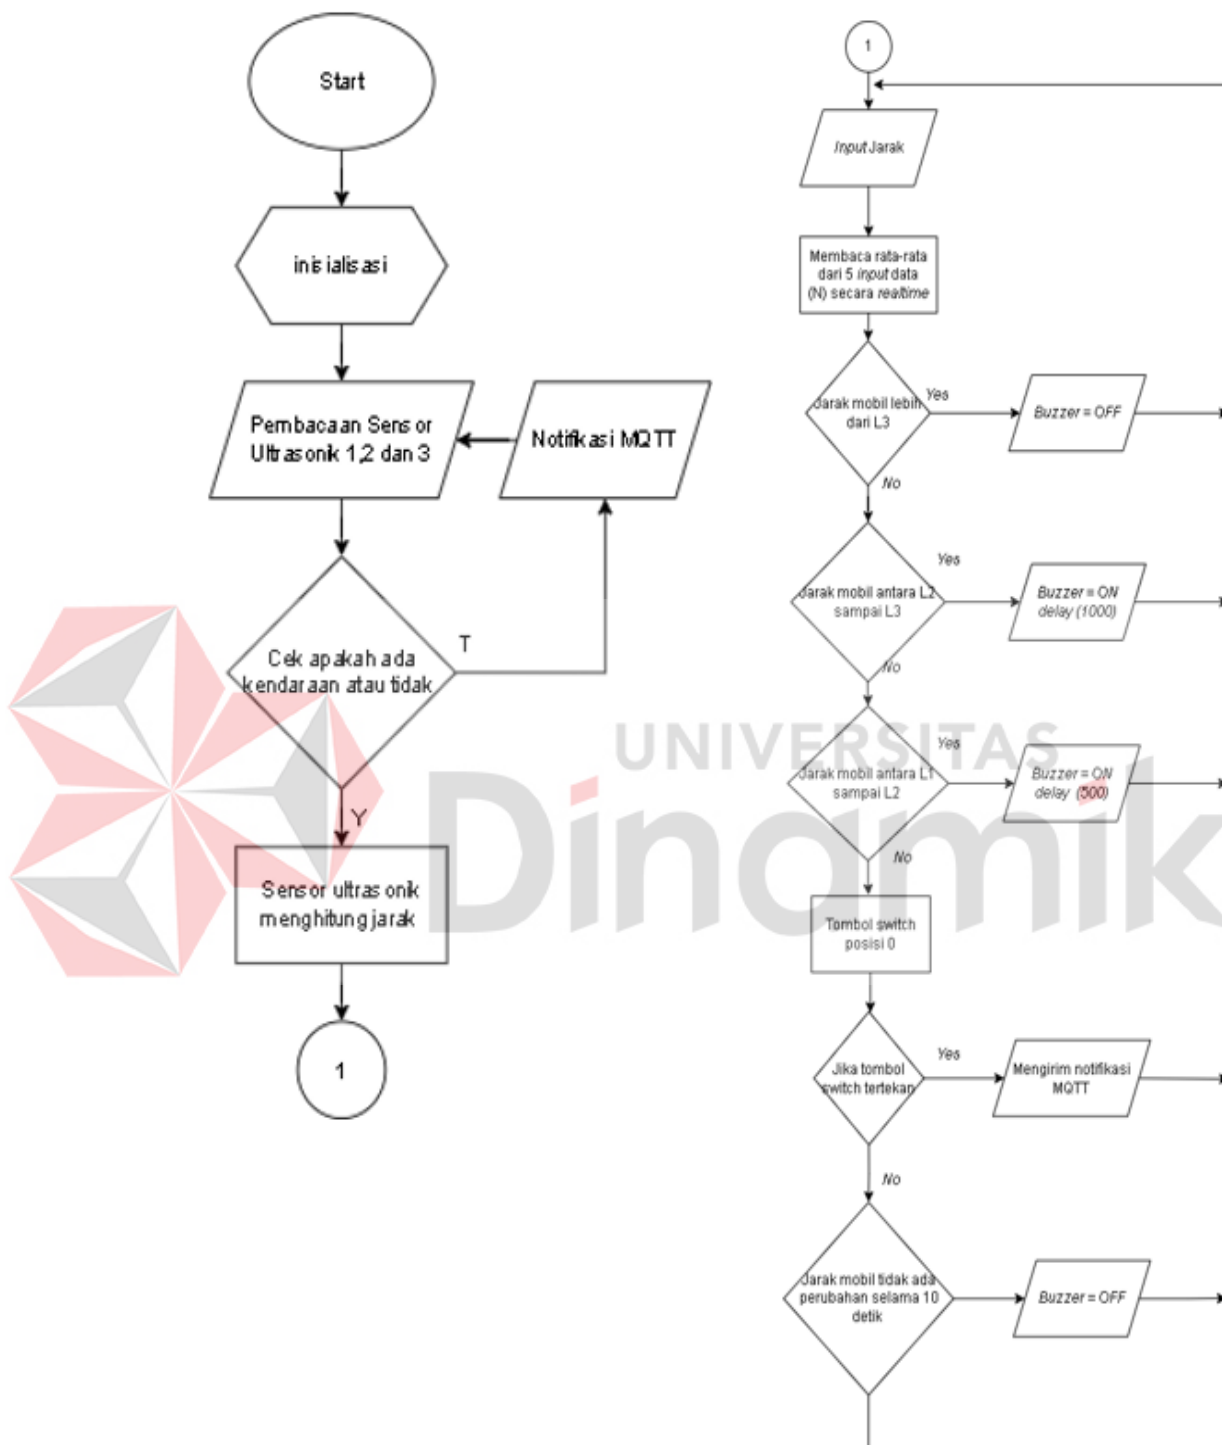 Start
inisialisasi
Pembacaan Sensor
Ultrasonik 1,2 dan 3
Notifikasi MQTT
Cek apakah ada
kendaraan atau tidak
T
Y
Sensor ultrasonik
menghitung jarak
1
1
Input Jarak
Membaca rata-rata
dari 5 input data
(N) secara realtime
Jarak mobil lebih
dari L3
Yes
Buzzer = OFF
No
Jarak mobil antara L2
sampai L3
Yes
Buzzer = ON
delay (1000)
No
Jarak mobil antara L1
sampai L2
Yes
Buzzer = ON
delay (500)
No
Tombol switch
posisi 0
Jika tombol
switch tertekan
Yes
Mengirim notifikasi
MQTT
No
Jarak mobil tidak ada
perubahan selama 10
detik
Buzzer = OFF
UNIVERSITAS
Dinamik